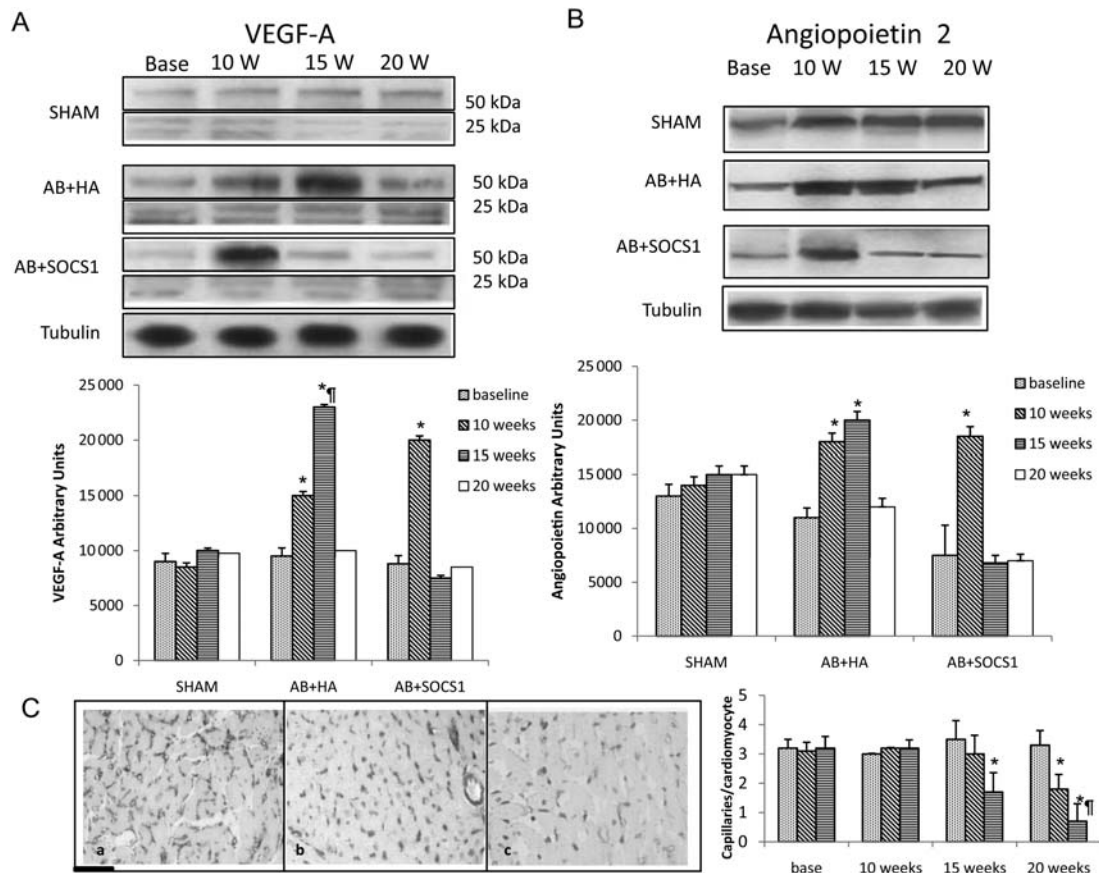 A
VEGF-A
Base 10 W 15 W 20 W
SHAM
50 kDa
25 kDa
AB+HA
50 kDa
25 kDa
AB+SOCS1
50 kDa
25 kDa
Tubulin
25 000
20 000
15 000
10 000
5000
0
VEGF-A Arbitrary Units
* *¶ *
baseline
10 weeks
15 weeks
20 weeks
SHAM AB+HA AB+SOCS1
B
Angiopoietin 2
Base 10 W 15 W 20 W
SHAM
AB+HA
AB+SOCS1
Tubulin
25 000
20 000
15 000
10 000
5000
0
Angiopoietin Arbitrary Units
* * *
baseline
10 weeks
15 weeks
20 weeks
SHAM AB+HA AB+SOCS1
C
a b c
5
4
3
2
1
0
Capillaries/cardiomyocyte
* * *¶
base 10 weeks 15 weeks 20 weeks